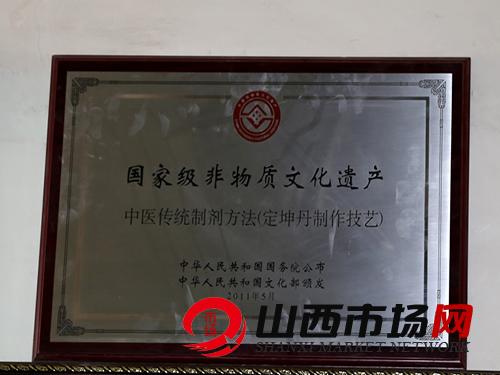 国家级非物质文化遗产
中医传统制剂方法(定坤丹制作技艺)
中华人民共和国国务院公布
中华人民共和国文化部颁发
2011年5月
山西市场网
SHANXI MARKET NETWORK